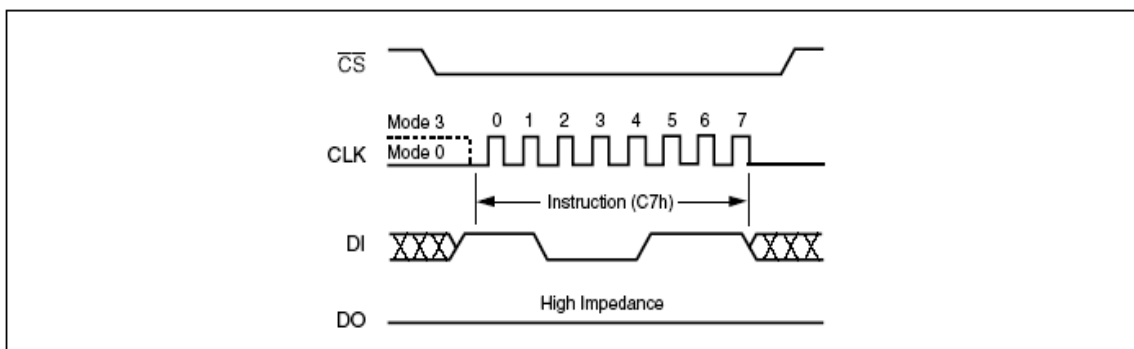 CS
Mode 3
0 1 2 3 4 5 6 7
CLK
Mode 0
Instruction (C7h)
DI
High Impedance
DO